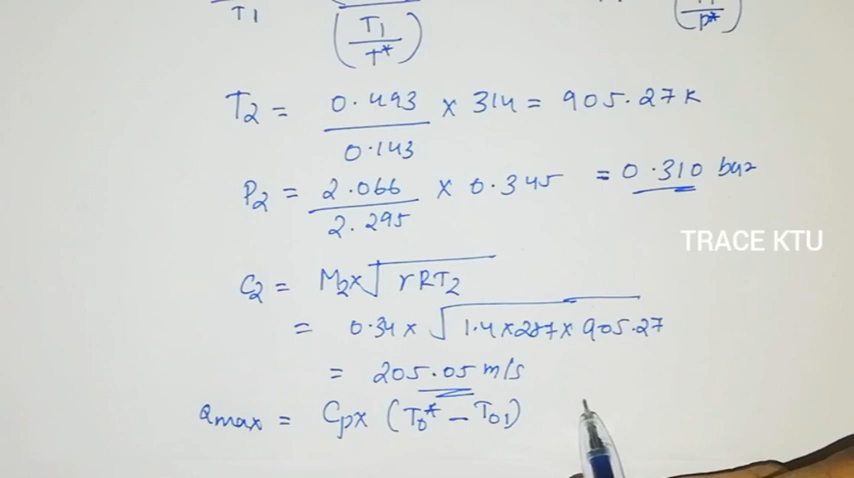 T1 (T1/T*) (T1/P*)
T2 = 0.493/0.143 × 314 = 905.27 K
P2 = 2.066/2.295 × 0.345 = 0.310 bar
TRACE KTU
C2 = M2 × √γRT2
= 0.34 × √1.4×287×905.27
= 205.05 m/s
Qmax = Cp× (T0* − T01)